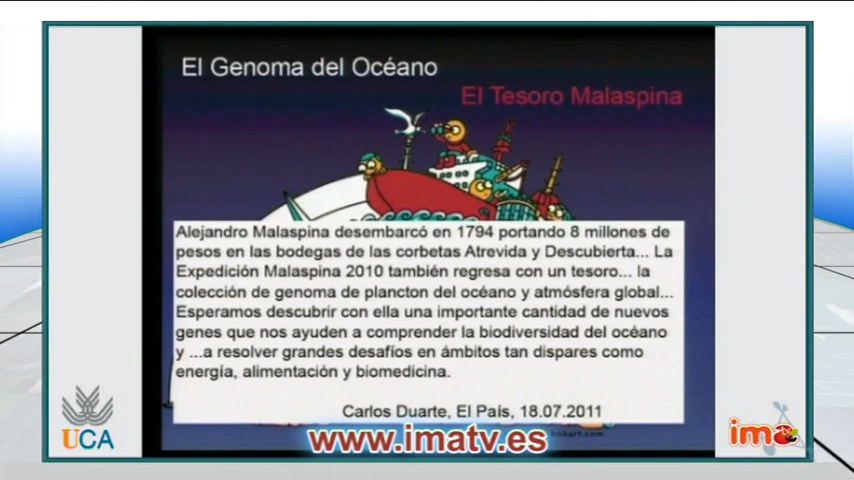 El Genoma del Océano
El Tesoro Malaspina
Alejandro Malaspina desembarcó en 1794 portando 8 millones de
pesos en las bodegas de las corbetas Atrevida y Descubierta... La
Expedición Malaspina 2010 también regresa con un tesoro... la
colección de genoma de plancton del océano y atmósfera global...
Esperamos descubrir con ella una importante cantidad de nuevos
genes que nos ayuden a comprender la biodiversidad del océano
y ...a resolver grandes desafíos en ámbitos tan dispares como
energía, alimentación y biomedicina.
Carlos Duarte, El País, 18.07.2011
www.imatv.es
UCA